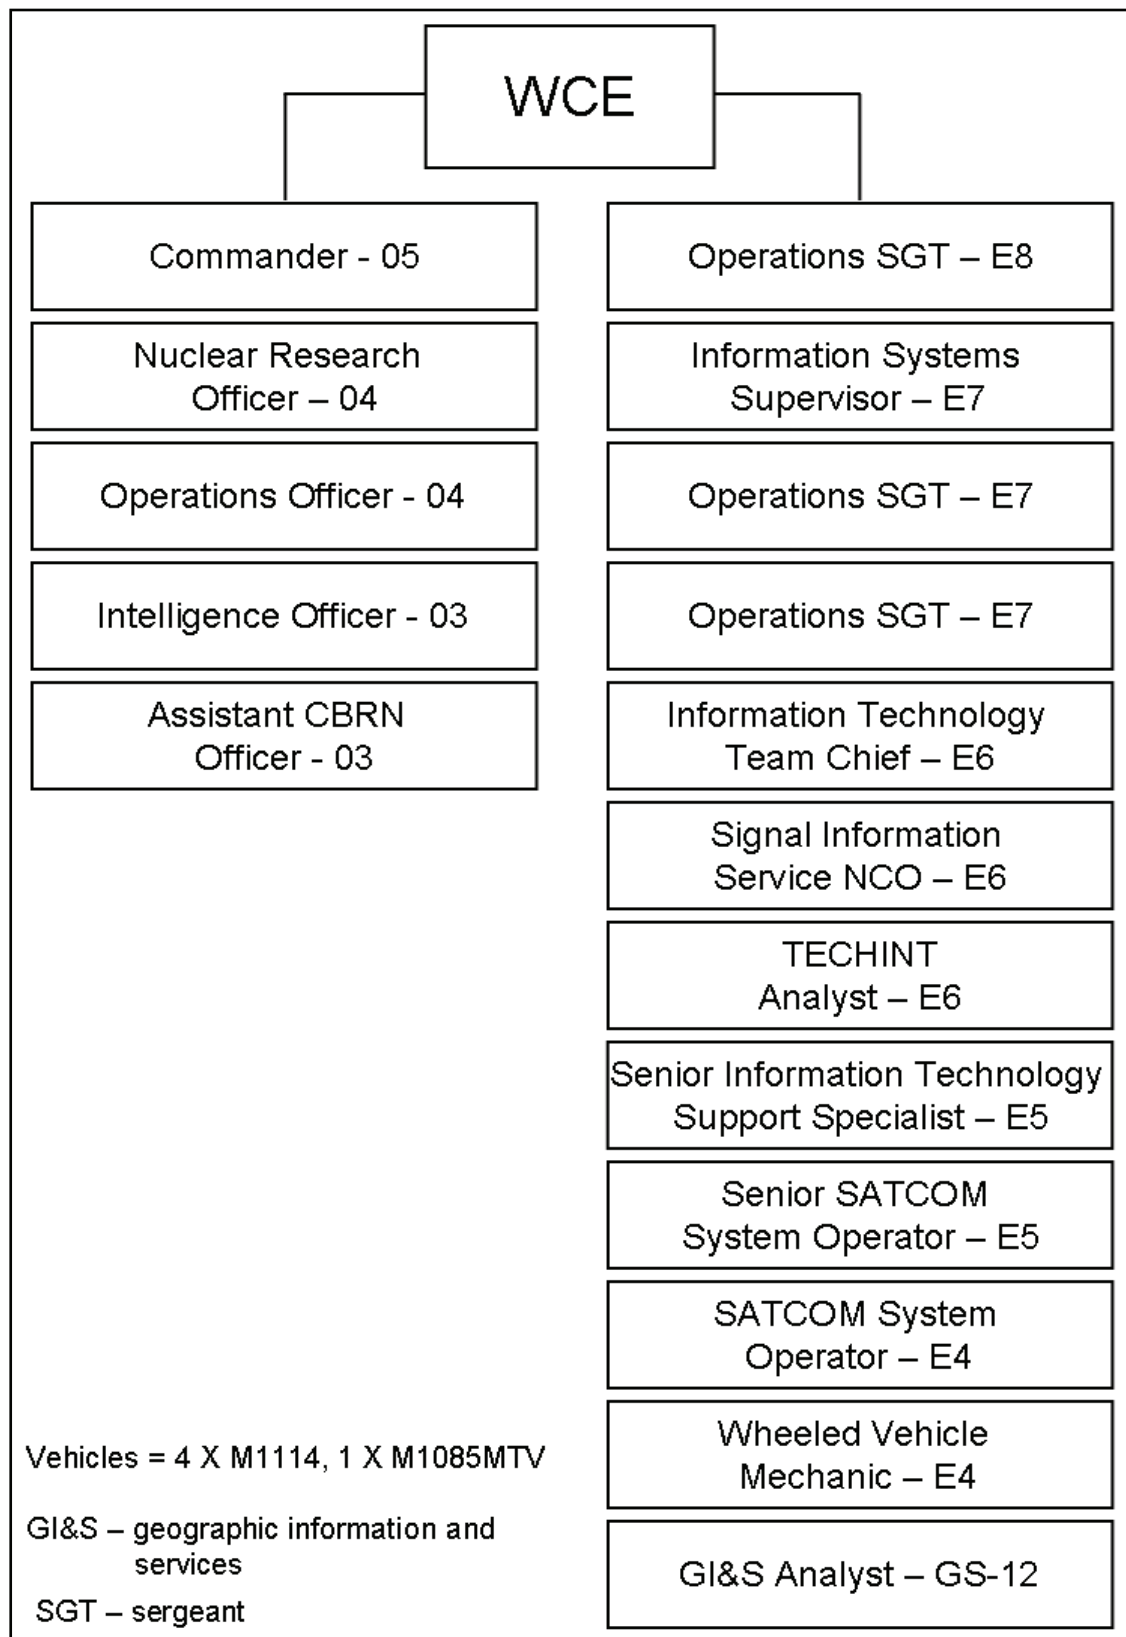 WCE
Commander - 05
Nuclear Research
Officer – 04
Operations Officer - 04
Intelligence Officer - 03
Assistant CBRN
Officer - 03
Operations SGT – E8
Information Systems
Supervisor – E7
Operations SGT – E7
Operations SGT – E7
Information Technology
Team Chief – E6
Signal Information
Service NCO – E6
TECHINT
Analyst – E6
Senior Information Technology
Support Specialist – E5
Senior SATCOM
System Operator – E5
SATCOM System
Operator – E4
Wheeled Vehicle
Mechanic – E4
GI&S Analyst – GS-12
Vehicles = 4 X M1114, 1 X M1085MTV
GI&S – geographic information and
services
SGT – sergeant